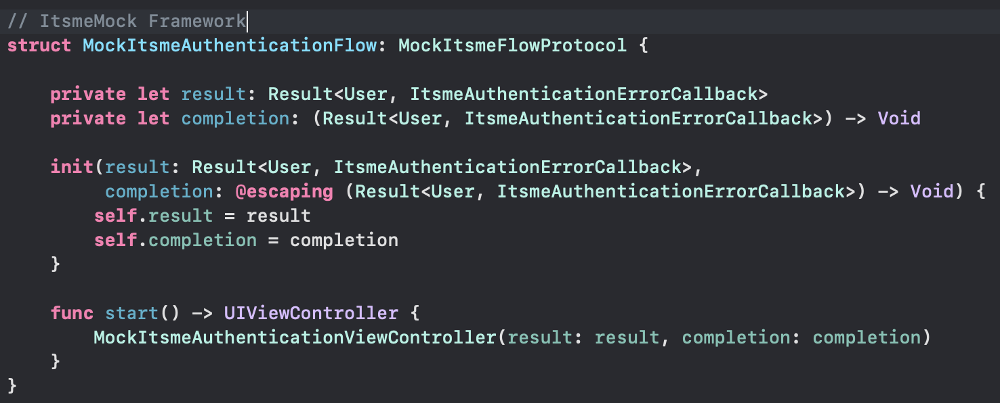 // ItsmeMock Framework
struct MockItsmeAuthenticationFlow: MockItsmeFlowProtocol {
    private let result: Result<User, ItsmeAuthenticationErrorCallback>
    private let completion: (Result<User, ItsmeAuthenticationErrorCallback>) -> Void
    init(result: Result<User, ItsmeAuthenticationErrorCallback>,
         completion: @escaping (Result<User, ItsmeAuthenticationErrorCallback>) -> Void) {
        self.result = result
        self.completion = completion
    }
    func start() -> UIViewController {
        MockItsmeAuthenticationViewController(result: result, completion: completion)
    }
}